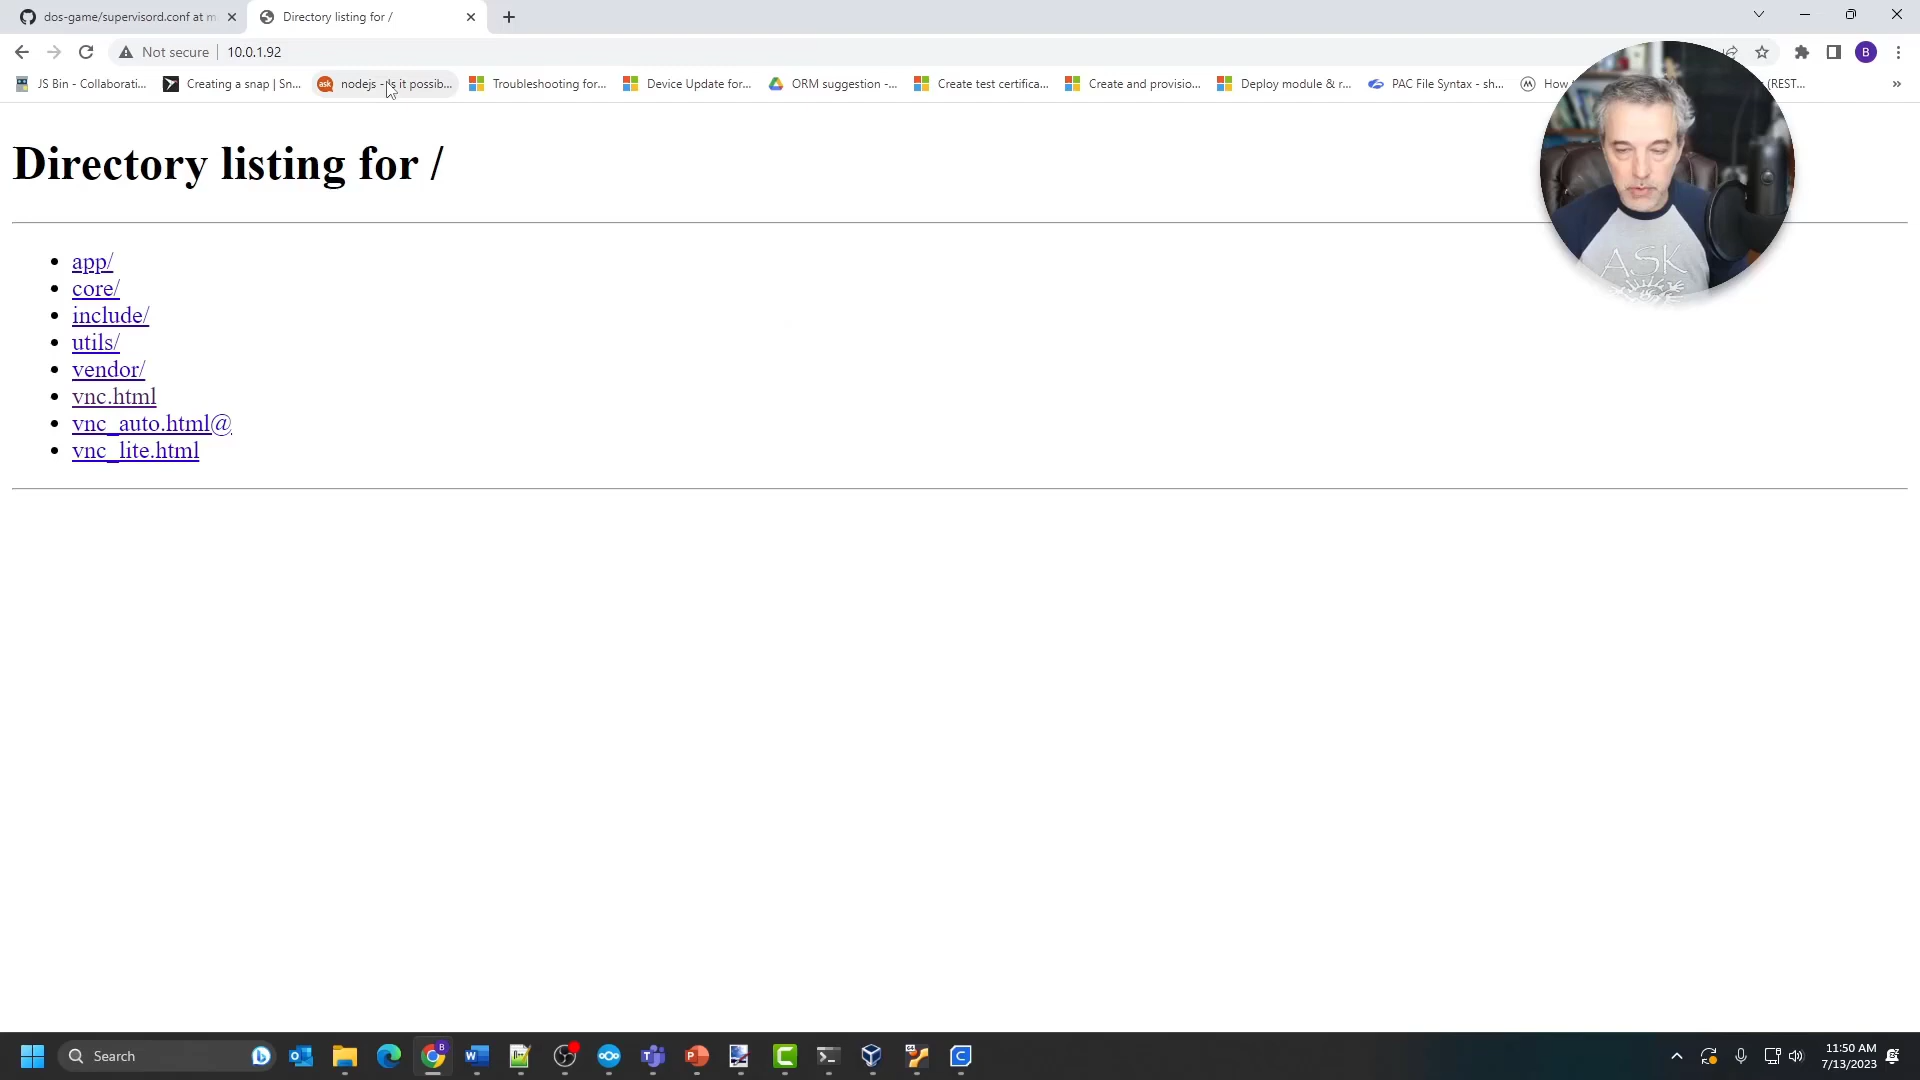 dos-game/supervisord.conf at m
Directory listing for /
Not secure
10.0.1.92
B
JS Bin - Collaborati...
Creating a snap | Sn...
ask
nodejs - Is it possib...
Troubleshooting for...
Device Update for...
ORM suggestion -...
Create test certifica...
Create and provisio...
Deploy module & r...
PAC File Syntax - sh...
(REST...
Directory listing for /
app/
core/
include/
utils/
vendor/
vnc.html
vnc_auto.html@
vnc_lite.html
ASK
Search
11:50 AM
7/13/2023